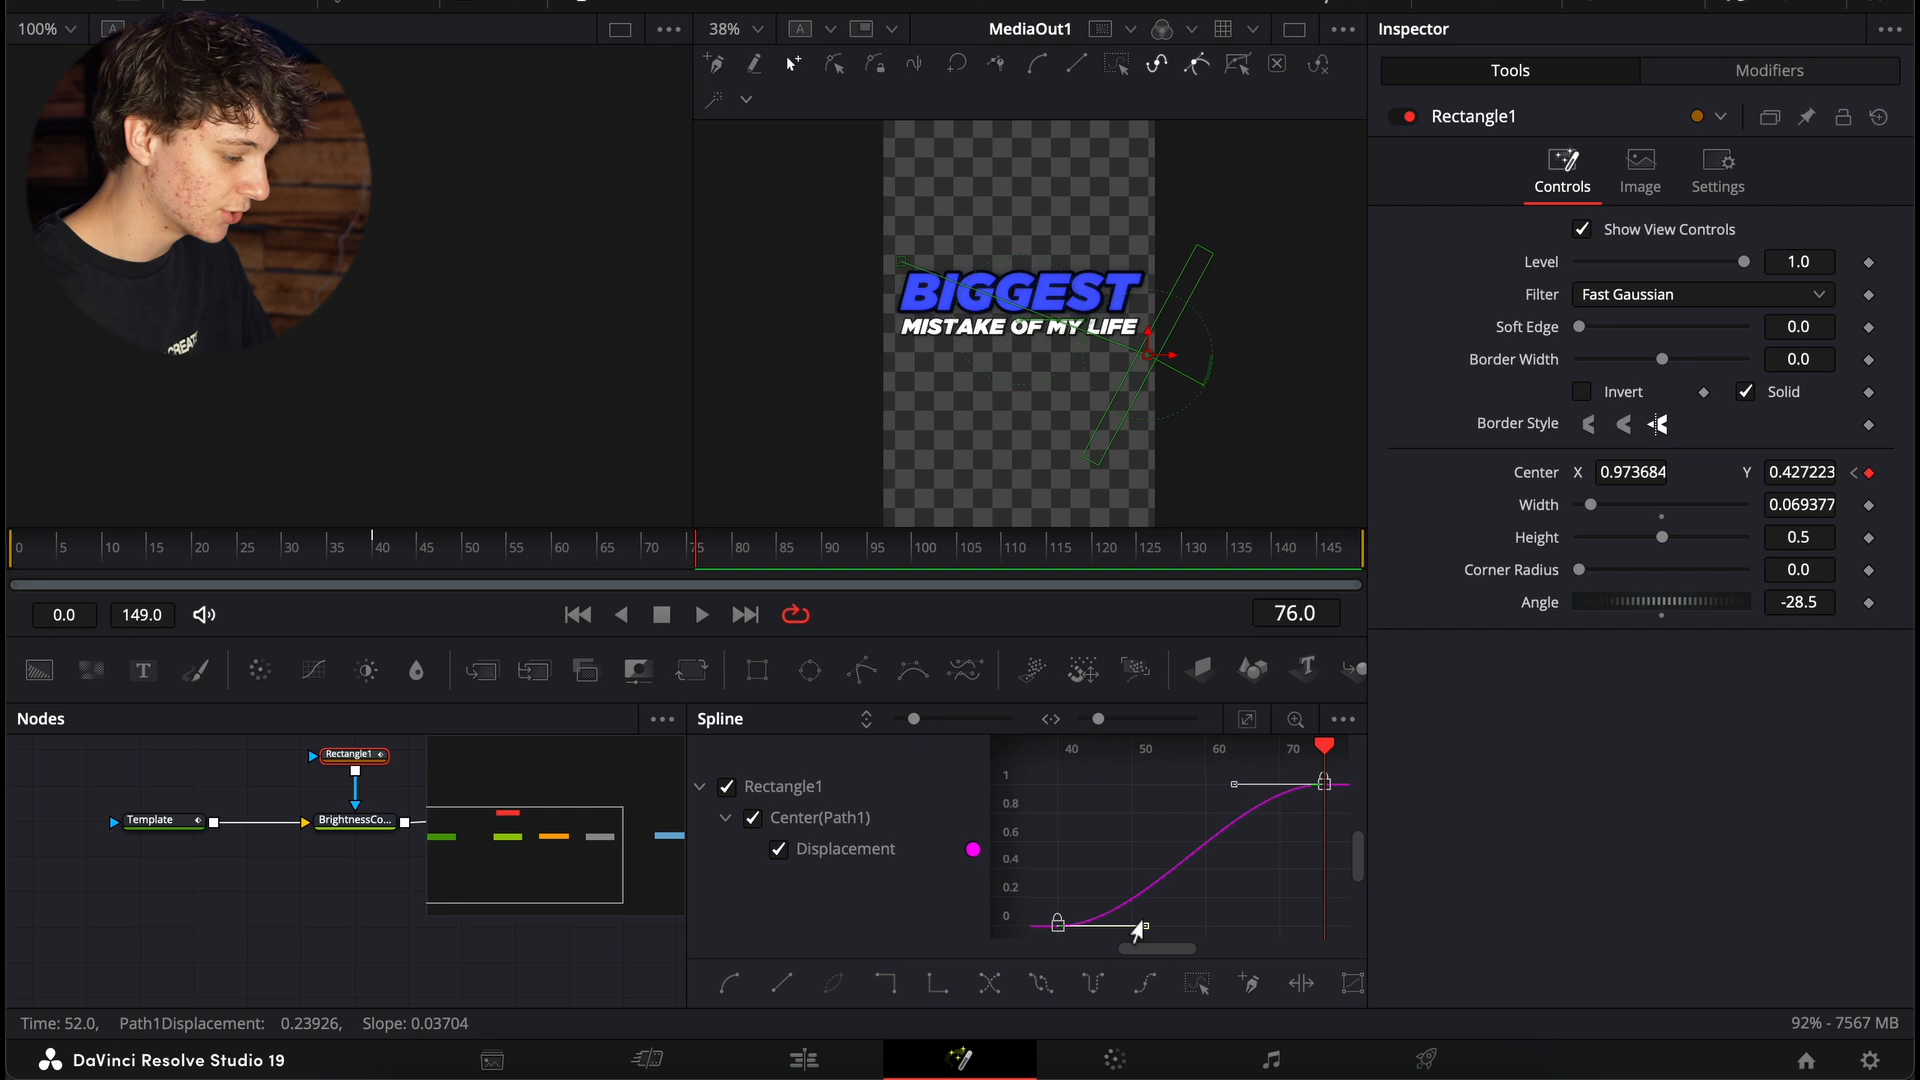 100%
38%
MediaOut1
Inspector
Tools
Modifiers
Rectangle1
Controls
Image
Settings
Show View Controls
Level
1.0
Filter
Fast Gaussian
Soft Edge
0.0
Border Width
0.0
Invert
Solid
Border Style
Center X 0.973684 Y 0.427223
Width
0.069377
Height
0.5
Corner Radius
0.0
Angle
-28.5
BIGGEST
MISTAKE OF MY LIFE
CREATE
0 5 10 15 20 25 30 35 40 45 50 55 60 65 70 75 80 85 90 95 100 105 110 115 120 125 130 135 140 145
0.0
149.0
76.0
Nodes
Rectangle1
Template
BrightnessCo...
Spline
Rectangle1
Center(Path1)
Displacement
40 50 60 70
1
0.8
0.6
0.4
0.2
0
Time: 52.0, Path1Displacement: 0.23926, Slope: 0.03704
92% - 7567 MB
DaVinci Resolve Studio 19